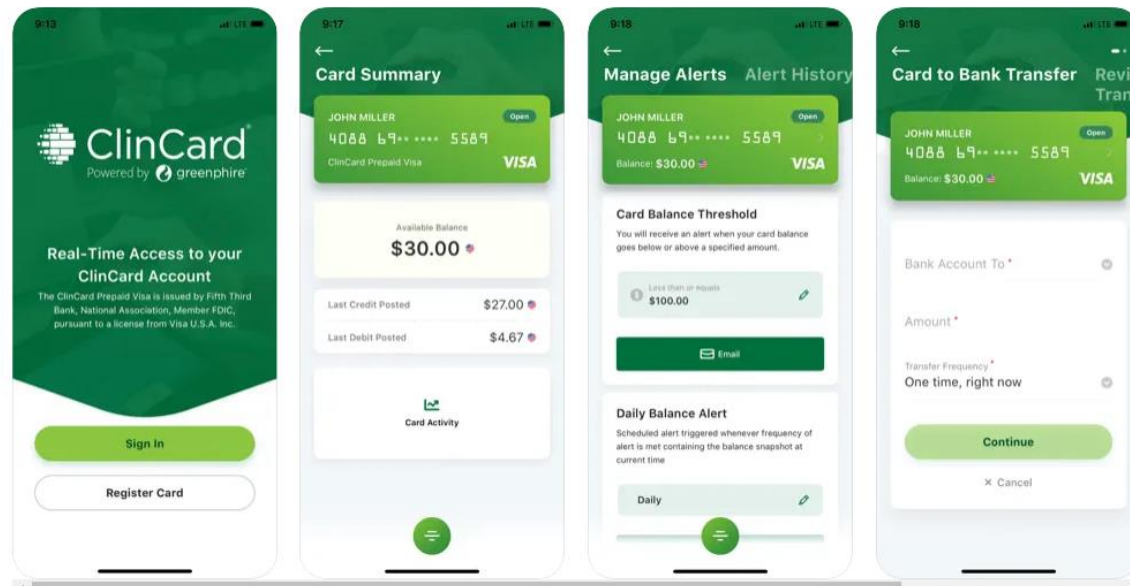 9:13
LTE
ClinCard®
Powered by greenphire
Real-Time Access to your
ClinCard Account
The ClinCard Prepaid Visa is issued by Fifth Third
Bank, National Association, Member FDIC,
pursuant to a license from Visa U.S.A. Inc.
Sign In
Register Card
9:17
LTE
Card Summary
JOHN MILLER
Open
4088 69•• •••• 5589
ClinCard Prepaid Visa
VISA
Available Balance
$30.00
Last Credit Posted
$27.00
Last Debit Posted
$4.67
Card Activity
9:18
LTE
Manage Alerts
Alert History
JOHN MILLER
Open
4088 69•• •••• 5589
Balance: $30.00
VISA
Card Balance Threshold
You will receive an alert when your card balance
goes below or above a specified amount.
Less than or equals
$100.00
Email
Daily Balance Alert
Scheduled alert triggered whenever frequency of
alert is met containing the balance snapshot at
current time
Daily
9:18
LTE
Card to Bank Transfer
Revi
Tran
JOHN MILLER
Open
4088 69•• •••• 5589
Balance: $30.00
VISA
Bank Account To *
Amount *
Transfer Frequency *
One time, right now
Continue
× Cancel